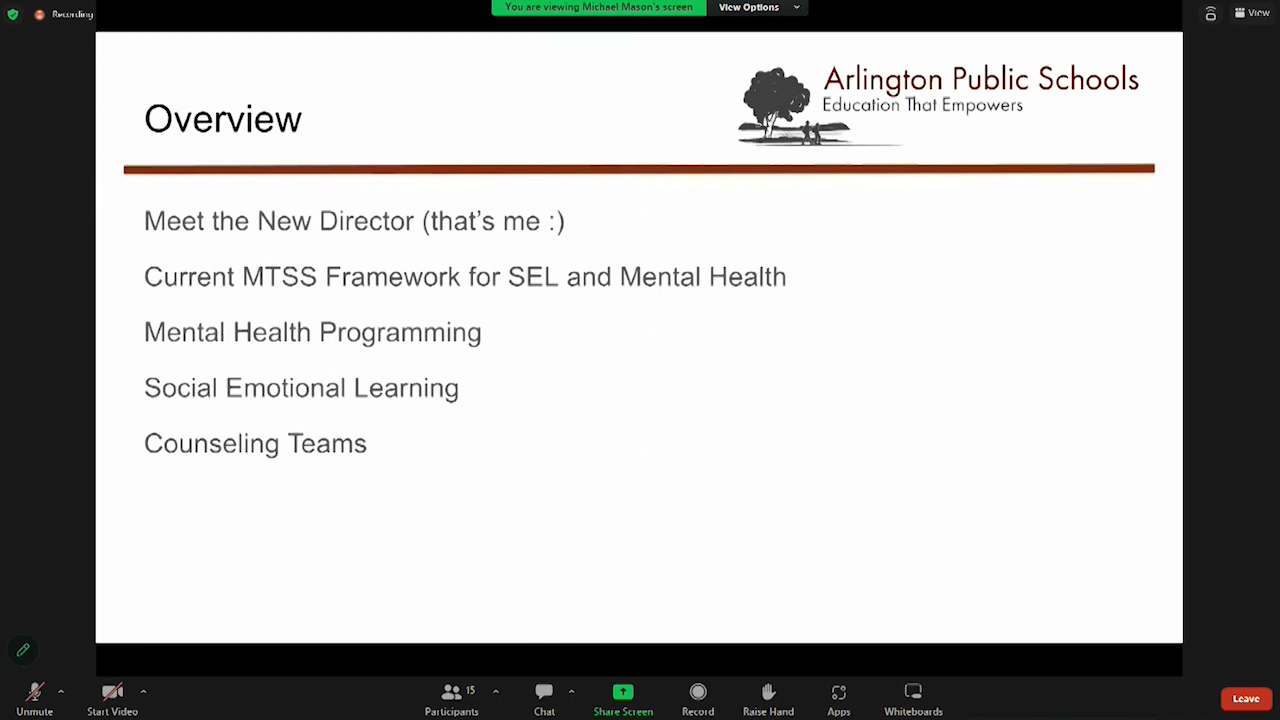 Recording
You are viewing Michael Mason's screen
View Options
View
Arlington Public Schools
Education That Empowers
Overview
Meet the New Director (that's me :)
Current MTSS Framework for SEL and Mental Health
Mental Health Programming
Social Emotional Learning
Counseling Teams
Unmute
Start Video
15
Participants
Chat
Share Screen
Record
Raise Hand
Apps
Whiteboards
Leave